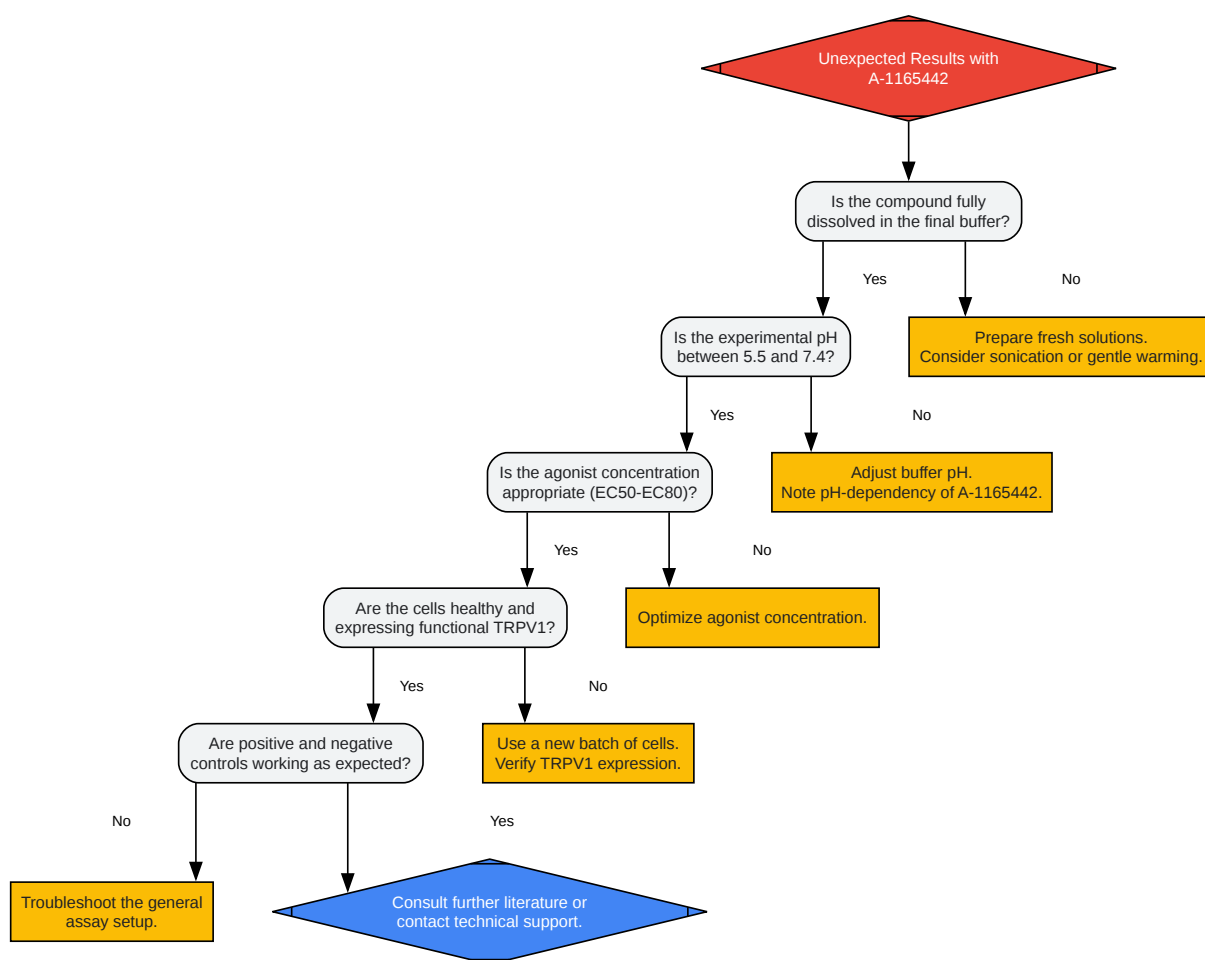 Unexpected Results with
A-1165442
Is the compound fully
dissolved in the final buffer?
Yes
No
Is the experimental pH
between 5.5 and 7.4?
Prepare fresh solutions.
Consider sonication or gentle warming.
Yes
No
Is the agonist concentration
appropriate (EC50-EC80)?
Adjust buffer pH.
Note pH-dependency of A-1165442.
Yes
No
Are the cells healthy and
expressing functional TRPV1?
Optimize agonist concentration.
Yes
No
Are positive and negative
controls working as expected?
Use a new batch of cells.
Verify TRPV1 expression.
No
Yes
Troubleshoot the general
assay setup.
Consult further literature or
contact technical support.